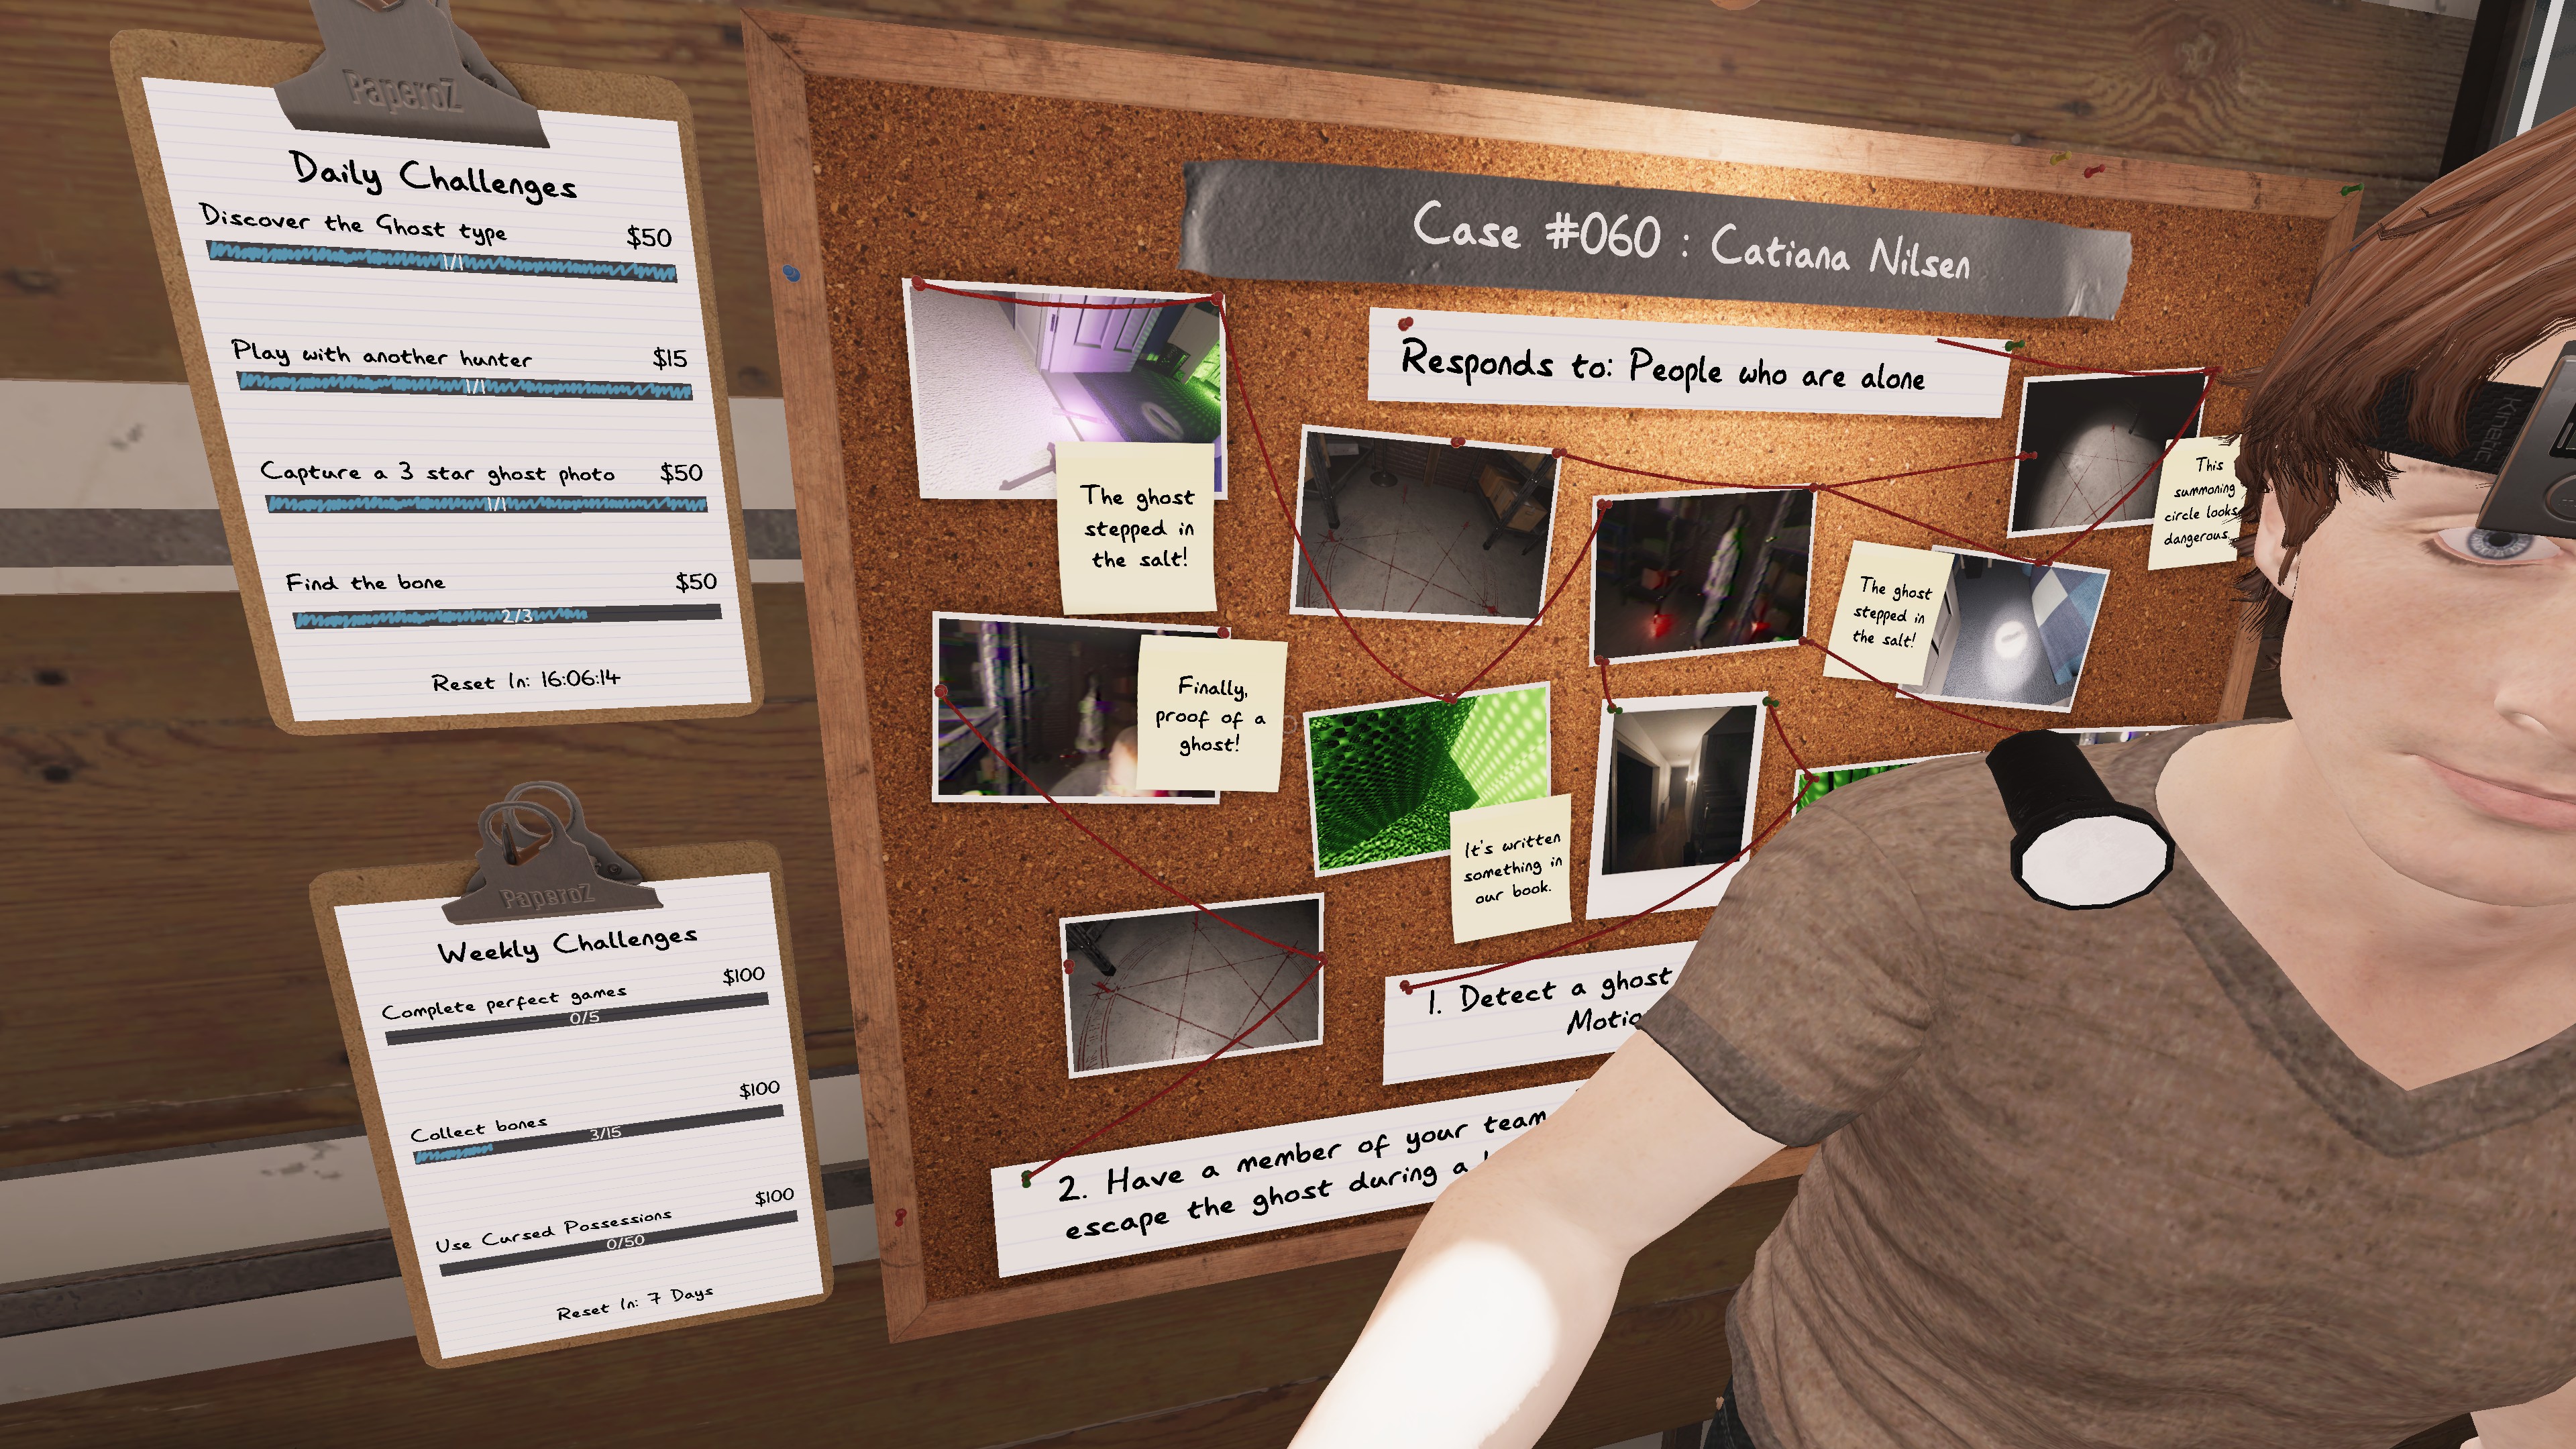 PaperoZ
Daily Challenges
Discover the Ghost type $50
1/1
Play with another hunter $15
1/1
Capture a 3 star ghost photo $50
1/1
Find the bone $50
2/3
Reset In: 16:06:14
PaperoZ
Weekly Challenges
$100
Complete perfect games
0/5
$100
Collect bones
3/15
$100
Use Cursed Possessions
0/50
Reset In: 7 Days
Case #060 : Catiana Nilsen
Responds to: People who are alone
The ghost
stepped in
the salt!
This
summoning
circle looks
dangerous.
The ghost
stepped in
the salt!
Finally,
proof of a
ghost!
It's written
something in
our book.
1. Detect a ghost
2. Have a member of your team
escape the ghost during a
Kinetic